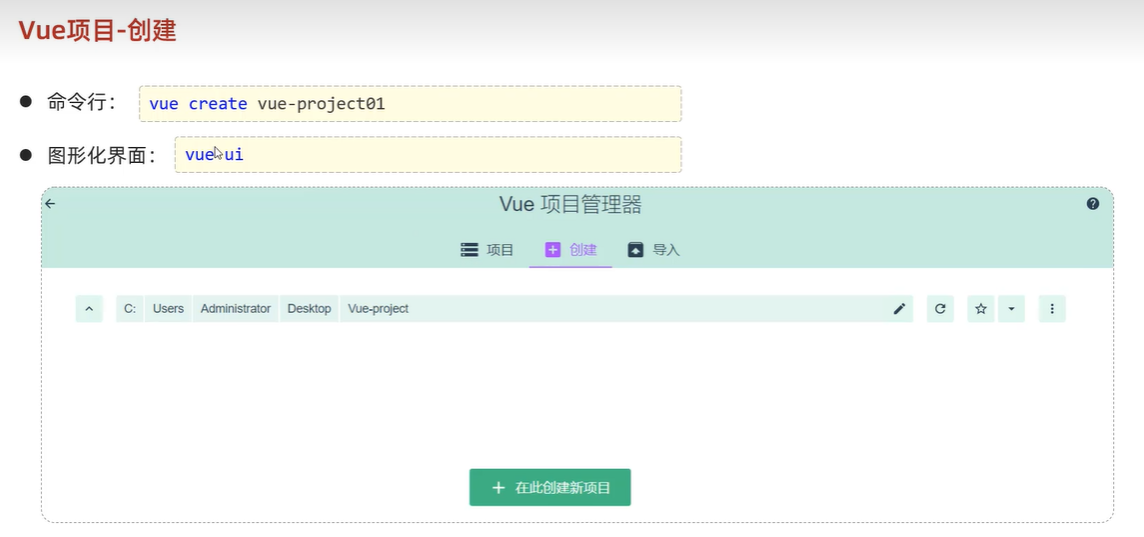 Vue项目-创建
命令行： vue create vue-project01
图形化界面： vue ui
Vue 项目管理器
项目 创建 导入
C: Users Administrator Desktop Vue-project
在此创建新项目